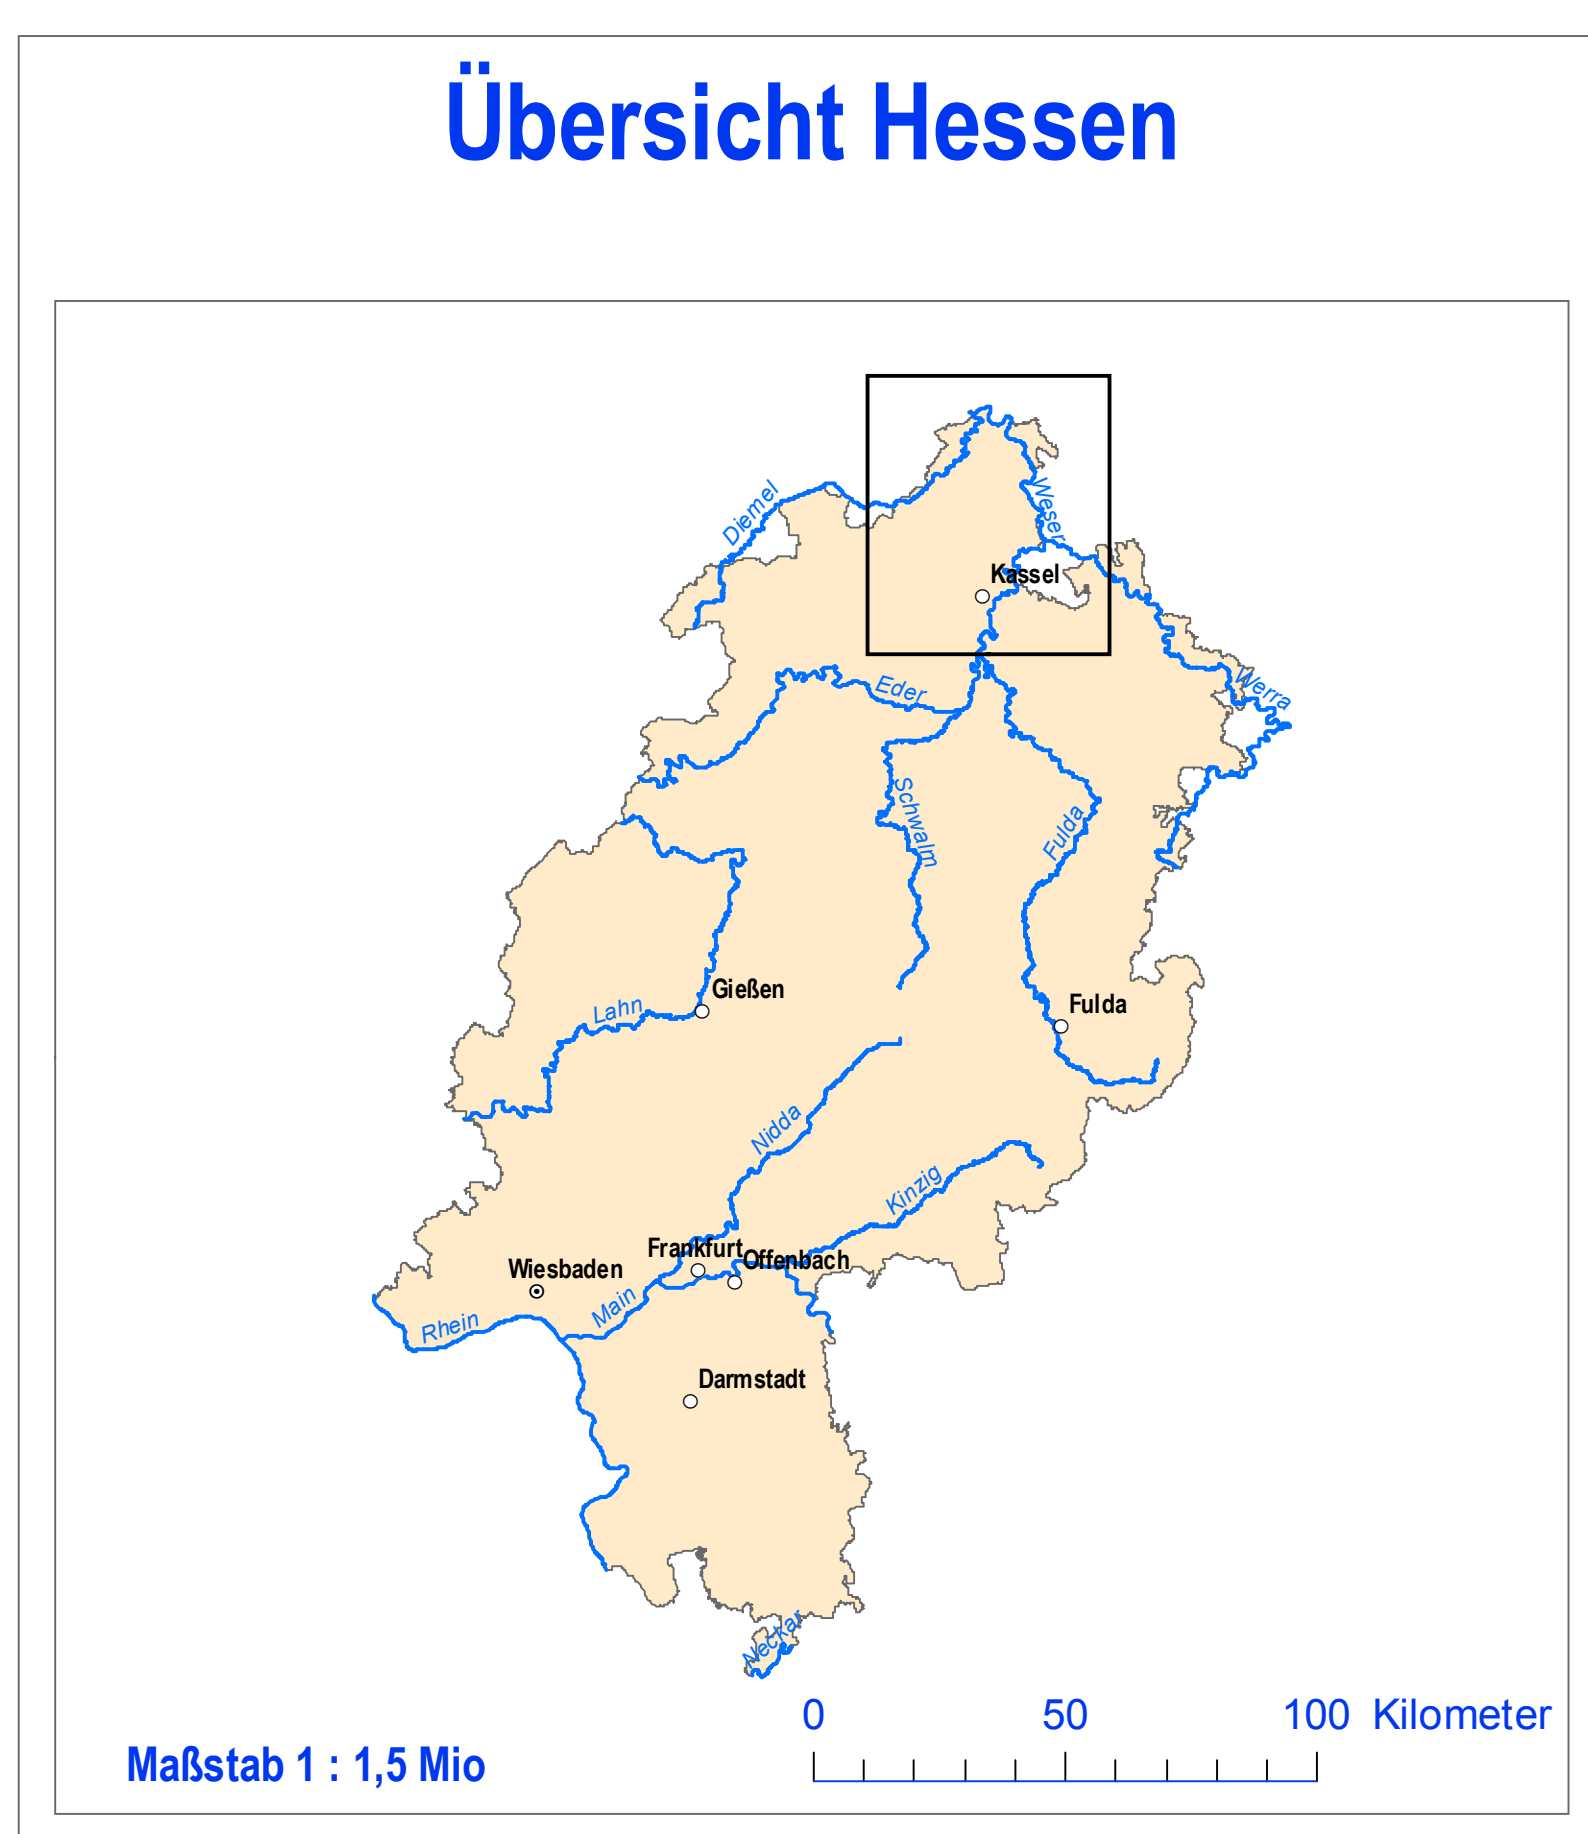 Übersicht Hessen
Diemel
Weser
Kassel
Eder
Werra
Schwalm
Fulda
Gießen
Lahn
Fulda
Nidda
Kinzig
Frankfurt
Offenbach
Wiesbaden
Main
Rhein
Darmstadt
Neckar
0 50 100 Kilometer
Maßstab 1 : 1,5 Mio